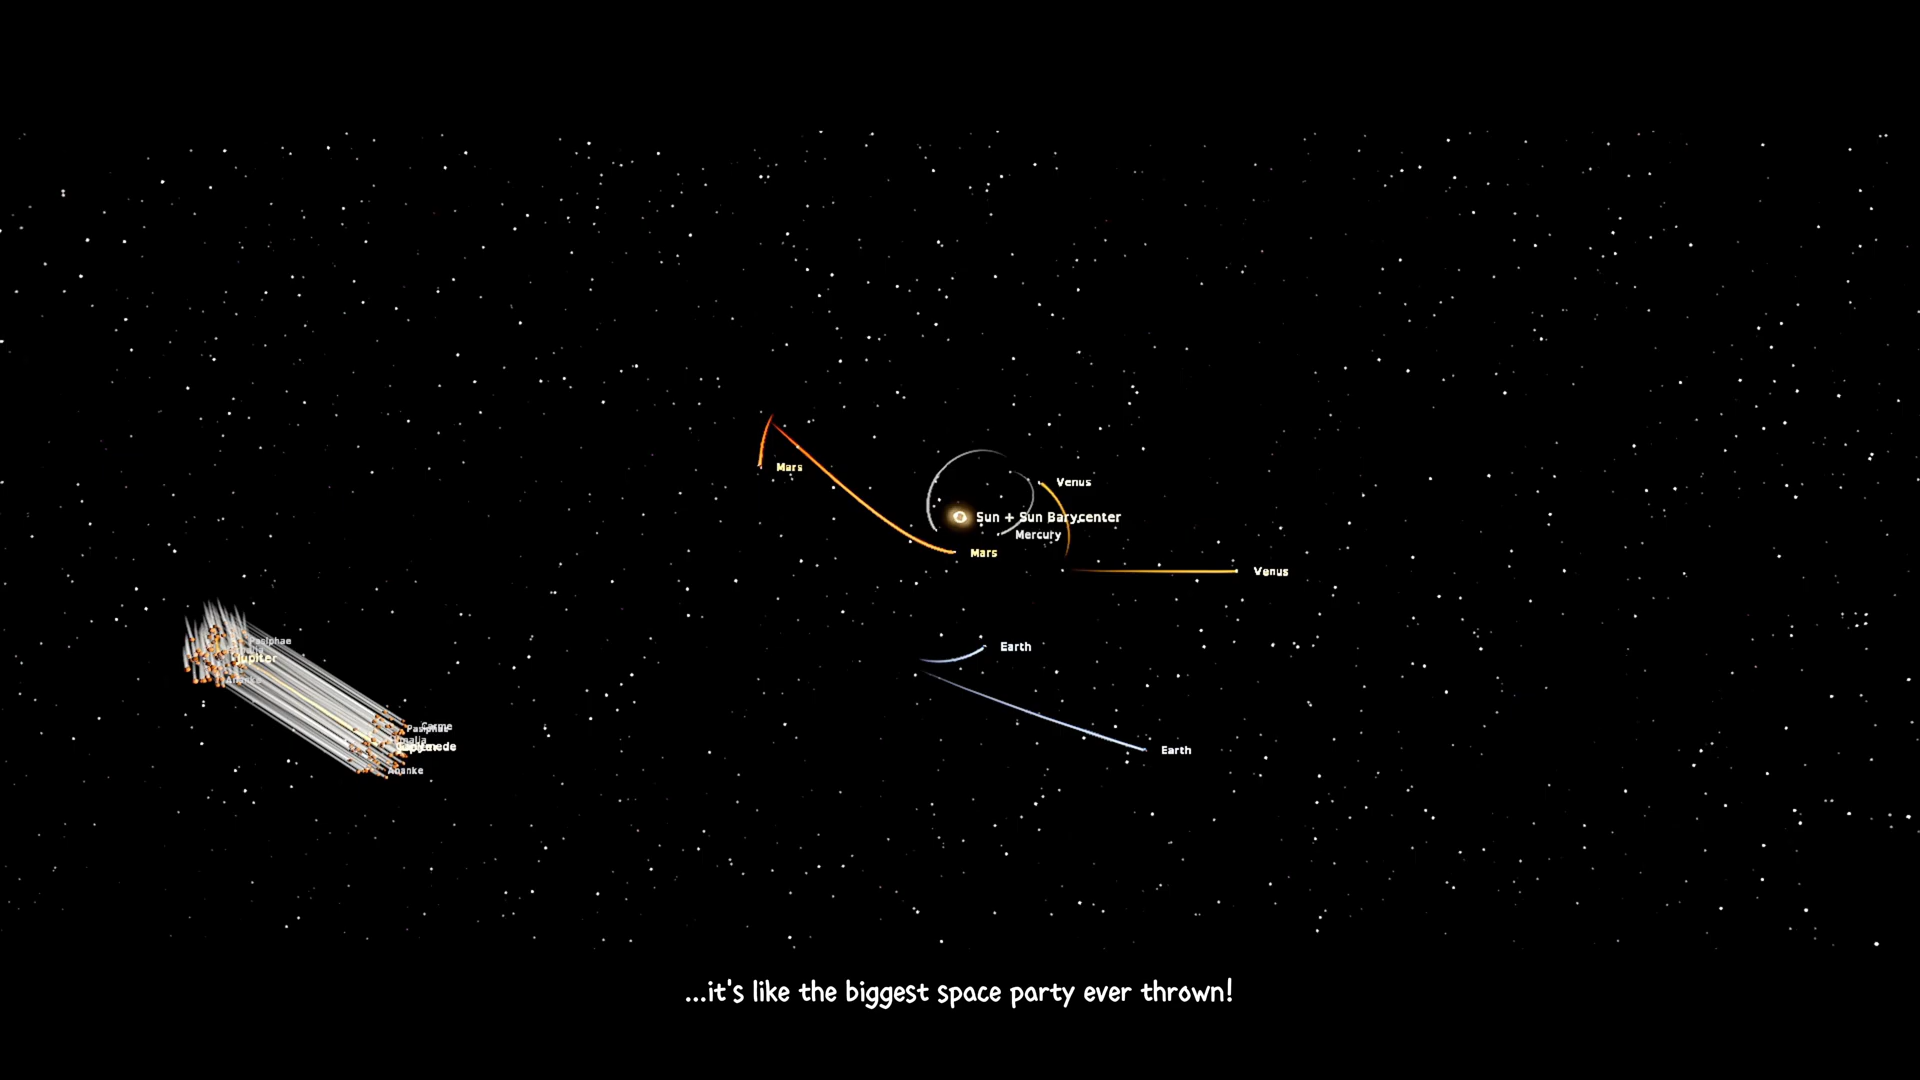 Mars
Venus
Sun + Sun Barycenter
Mercury
Mars
Venus
Pasiphae
Earth
Jupiter
Ananke
Carme
Pasiphae
Earth
Ananke
...it's like the biggest space party ever thrown!